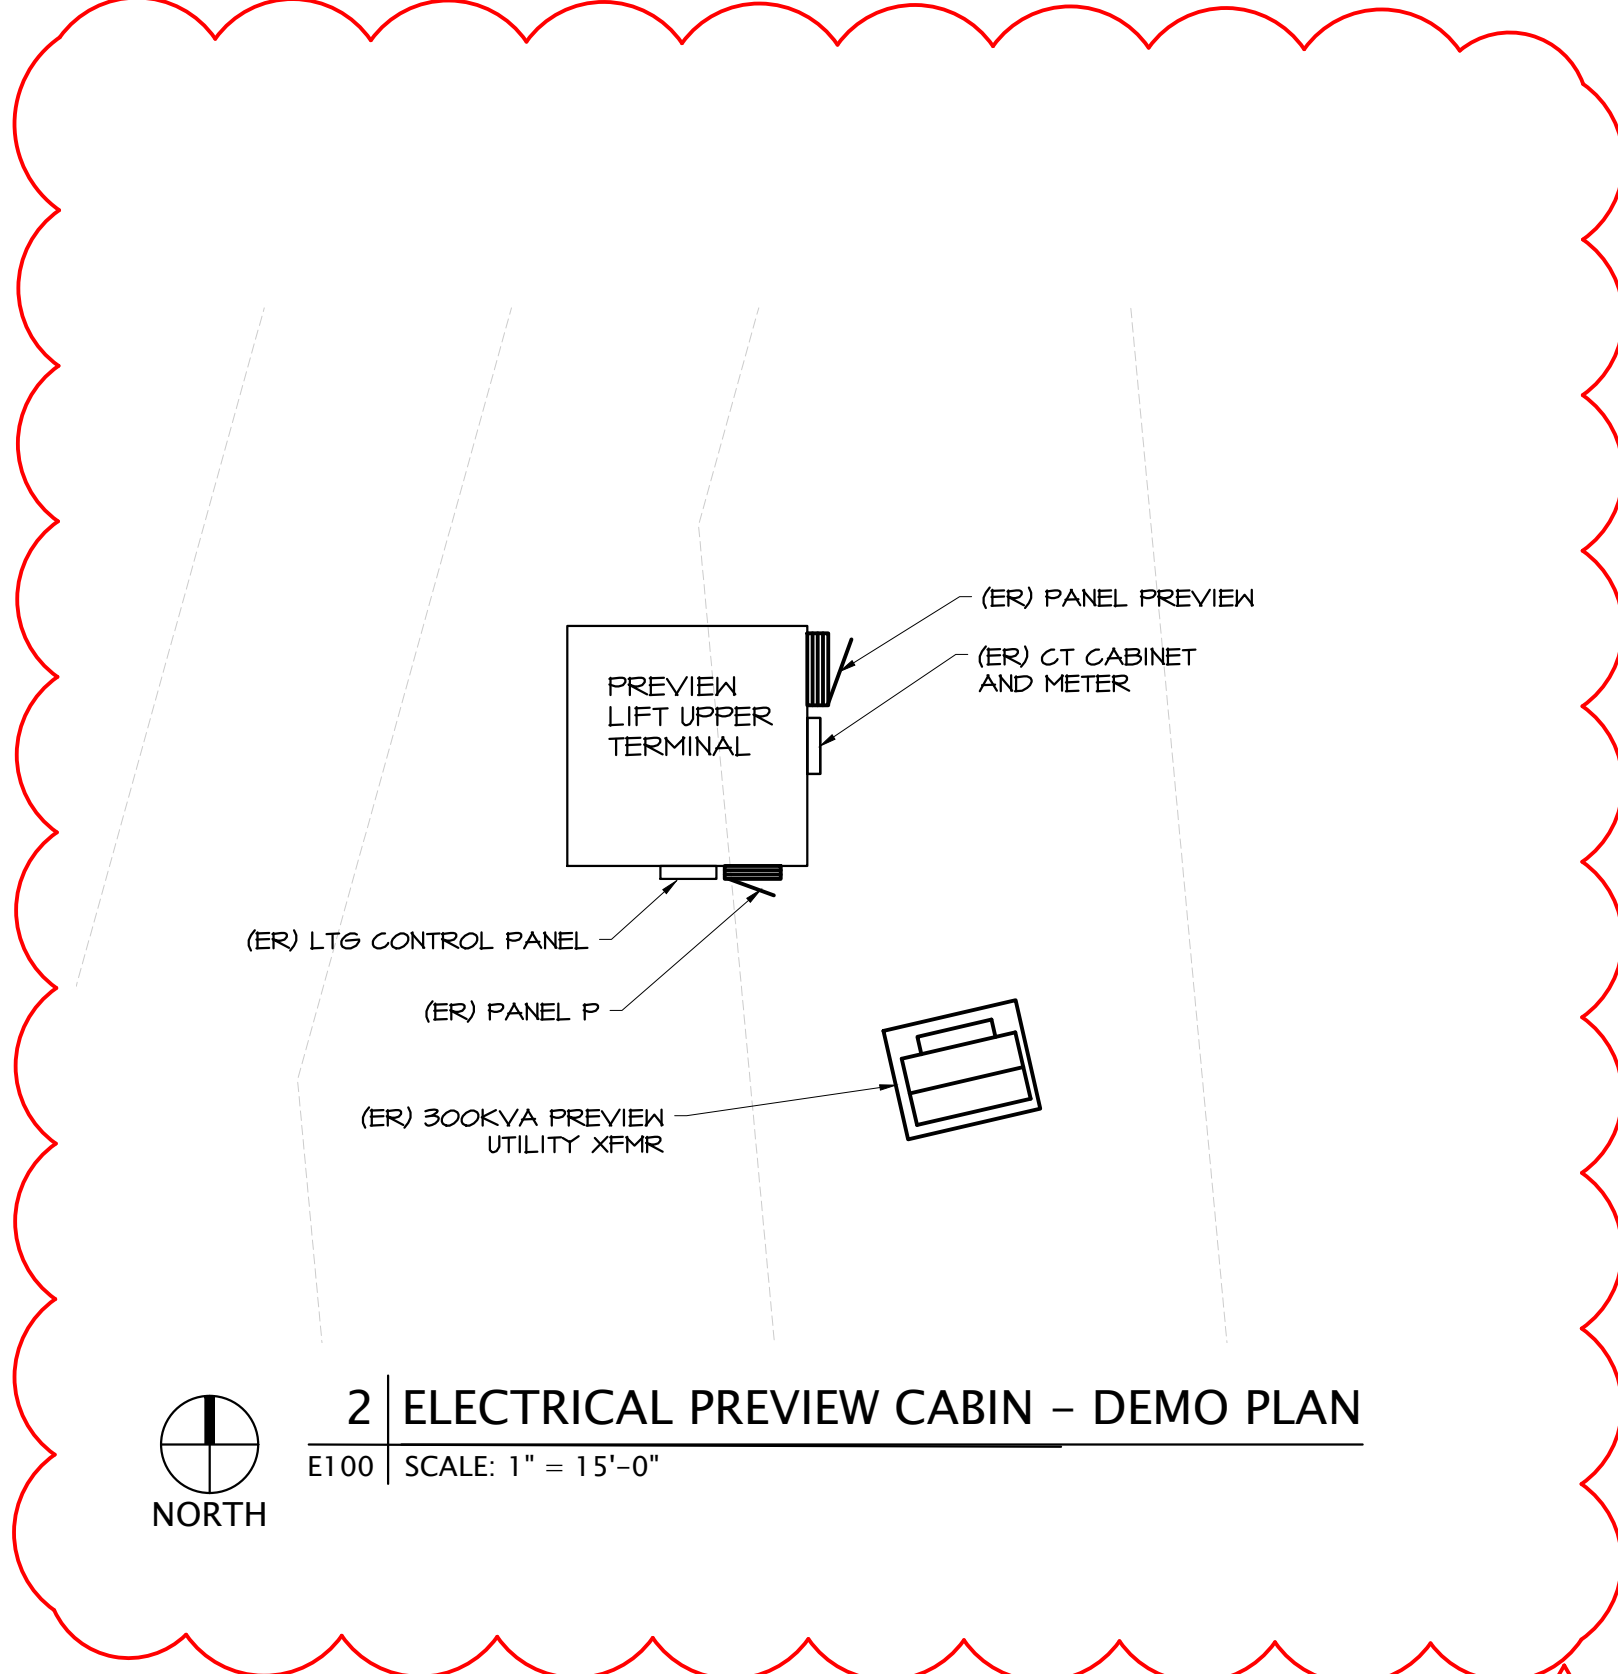 (ER) PANEL PREVIEW
(ER) CT CABINET
AND METER
PREVIEW
LIFT UPPER
TERMINAL
(ER) LTG CONTROL PANEL
(ER) PANEL P
(ER) 300KVA PREVIEW
UTILITY XFMR
2 ELECTRICAL PREVIEW CABIN – DEMO PLAN
E100 SCALE: 1" = 15'-0"
NORTH